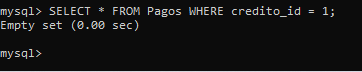 mysql> SELECT * FROM Pagos WHERE credito_id = 1;
Empty set (0.00 sec)
mysql>